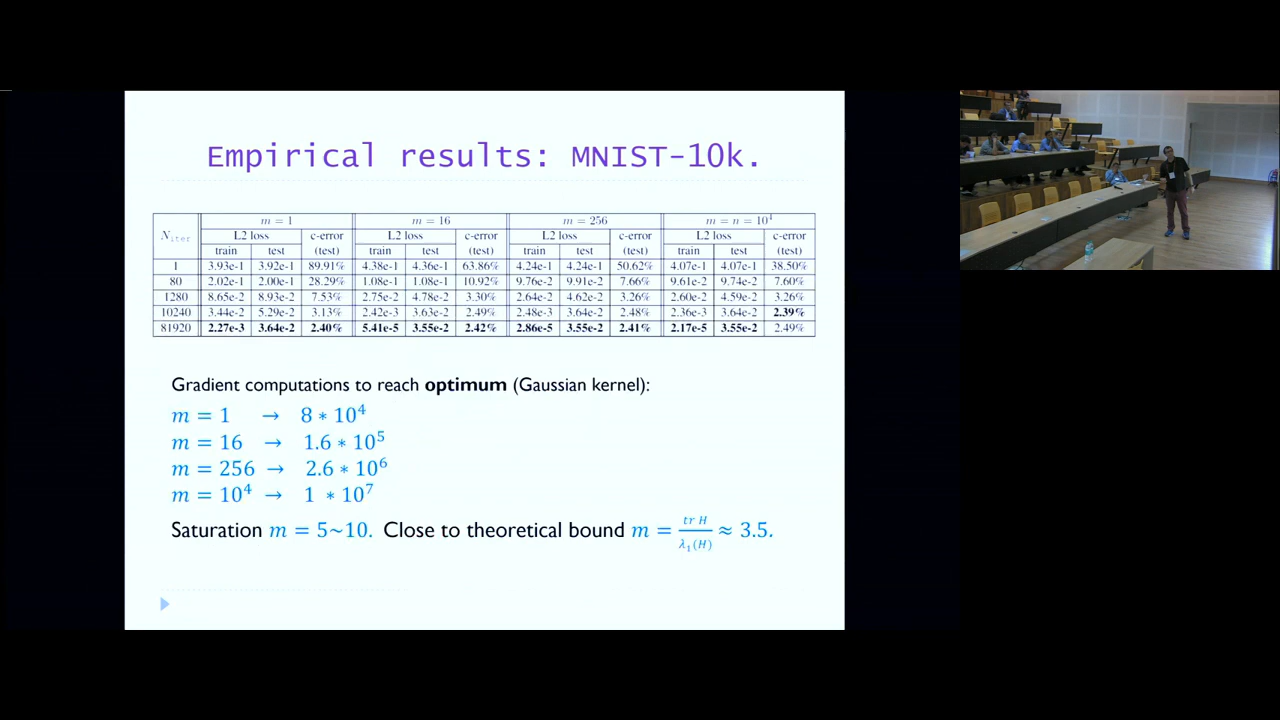 Empirical results: MNIST-10k.
N_iter | m = 1 | m = 16 | m = 256 | m = n = 10^4
L2 loss | c-error | L2 loss | c-error | L2 loss | c-error | L2 loss | c-error
train | test | (test) | train | test | (test) | train | test | (test) | train | test | (test)
1 | 3.93e-1 | 3.92e-1 | 89.91% | 4.38e-1 | 4.36e-1 | 63.86% | 4.24e-1 | 4.24e-1 | 50.62% | 4.07e-1 | 4.07e-1 | 38.50%
80 | 2.02e-1 | 2.00e-1 | 28.29% | 1.08e-1 | 1.08e-1 | 10.92% | 9.76e-2 | 9.91e-2 | 7.66% | 9.61e-2 | 9.74e-2 | 7.60%
1280 | 8.65e-2 | 8.93e-2 | 7.53% | 2.75e-2 | 4.78e-2 | 3.30% | 2.64e-2 | 4.62e-2 | 3.26% | 2.60e-2 | 4.59e-2 | 3.26%
10240 | 3.44e-2 | 5.29e-2 | 3.13% | 2.42e-3 | 3.63e-2 | 2.49% | 2.48e-3 | 3.64e-2 | 2.48% | 2.36e-3 | 3.64e-2 | 2.39%
81920 | 2.27e-3 | 3.64e-2 | 2.40% | 5.41e-5 | 3.55e-2 | 2.42% | 2.86e-5 | 3.55e-2 | 2.41% | 2.17e-5 | 3.55e-2 | 2.49%
Gradient computations to reach optimum (Gaussian kernel):
m = 1 → 8 * 10^4
m = 16 → 1.6 * 10^5
m = 256 → 2.6 * 10^6
m = 10^4 → 1 * 10^7
Saturation m = 5~10. Close to theoretical bound m = tr H / λ_1(H) ≈ 3.5.